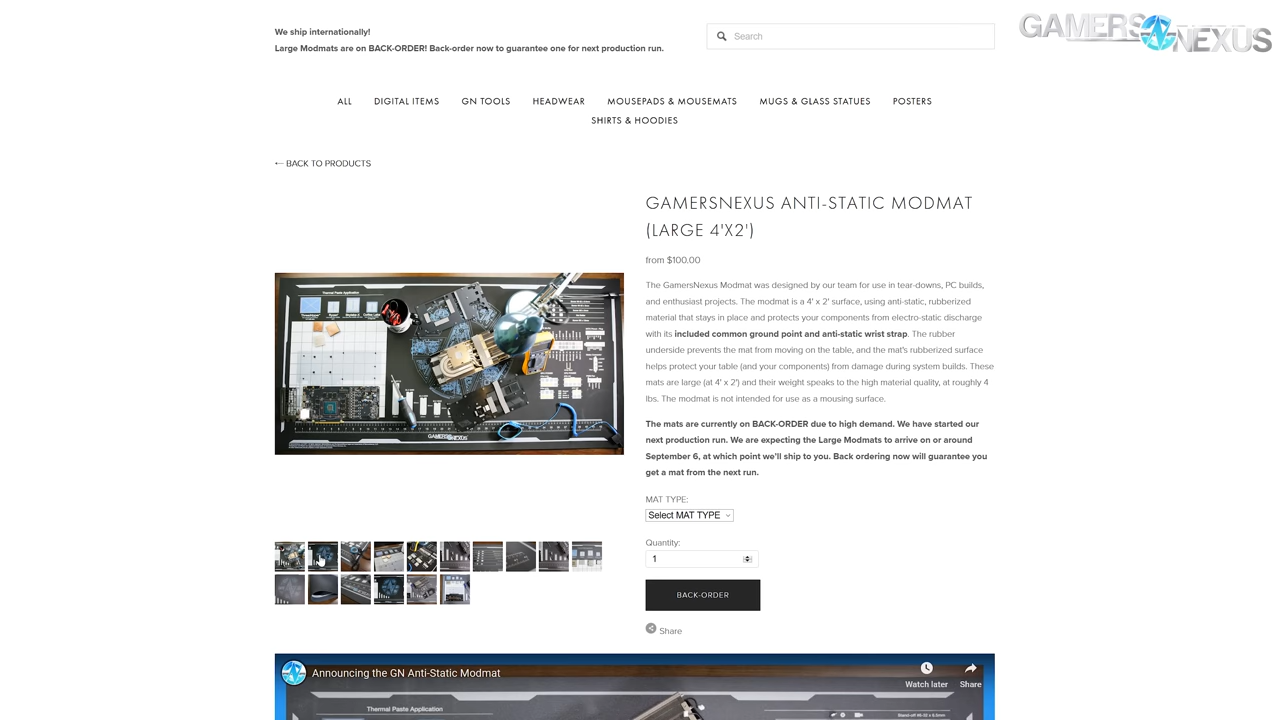 We ship internationally!
Large Modmats are on BACK-ORDER! Back-order now to guarantee one for next production run.
Search
GAMERS NEXUS
ALL DIGITAL ITEMS GN TOOLS HEADWEAR MOUSEPADS & MOUSEMATS MUGS & GLASS STATUES POSTERS
SHIRTS & HOODIES
← BACK TO PRODUCTS
GAMERSNEXUS ANTI-STATIC MODMAT
(LARGE 4'X2')
from $100.00
The GamersNexus Modmat was designed by our team for use in tear-downs, PC builds,
and enthusiast projects. The modmat is a 4' x 2' surface, using anti-static, rubberized
material that stays in place and protects your components from electro-static discharge
with its included common ground point and anti-static wrist strap. The rubber
underside prevents the mat from moving on the table, and the mat's rubberized surface
helps protect your table (and your components) from damage during system builds. These
mats are large (at 4' x 2') and their weight speaks to the high material quality, at roughly 4
lbs. The modmat is not intended for use as a mousing surface.
The mats are currently on BACK-ORDER due to high demand. We have started our
next production run. We are expecting the Large Modmats to arrive on or around
September 6, at which point we'll ship to you. Back ordering now will guarantee you
get a mat from the next run.
MAT TYPE:
Select MAT TYPE
Quantity:
1
BACK-ORDER
Share
Thermal Paste Application
GAMERS NEXUS
Announcing the GN Anti-Static Modmat
Watch later
Share
Thermal Paste Application